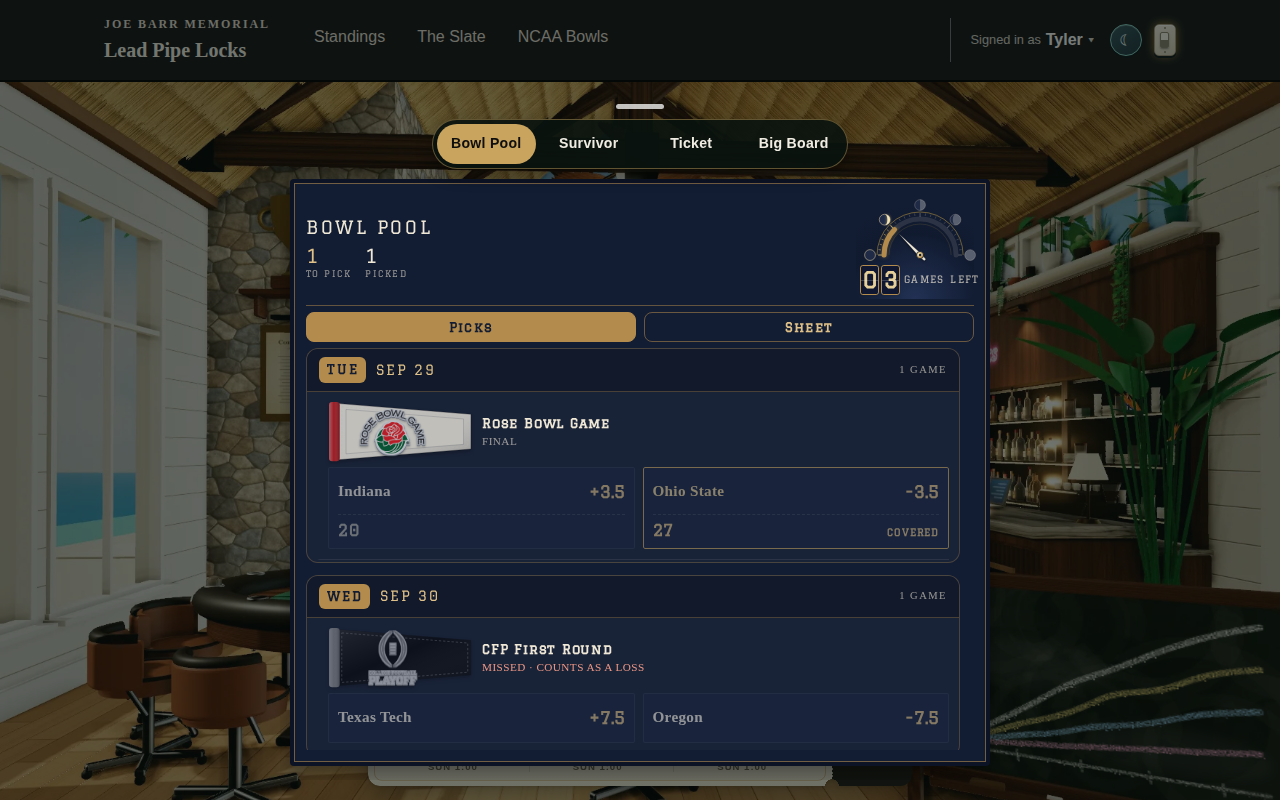 JOE BARR MEMORIAL
Lead Pipe Locks
Standings
The Slate
NCAA Bowls
Signed in as Tyler
Bowl Pool
Survivor
Ticket
Big Board
BOWL POOL
1
1
TO PICK
PICKED
03 GAMES LEFT
PICKS
SHEET
TUE SEP 29
1 GAME
ROSE BOWL GAME
ROSE BOWL GAME
FINAL
Indiana +3.5
Ohio State -3.5
20
27 COVERED
WED SEP 30
1 GAME
PLAYOFF
CFP FIRST ROUND
MISSED · COUNTS AS A LOSS
Texas Tech +7.5
Oregon -7.5